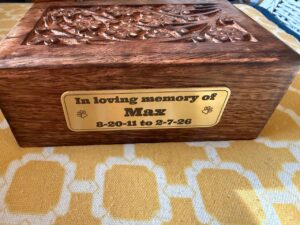 In loving memory of
Max
8-20-11 to 2-7-26